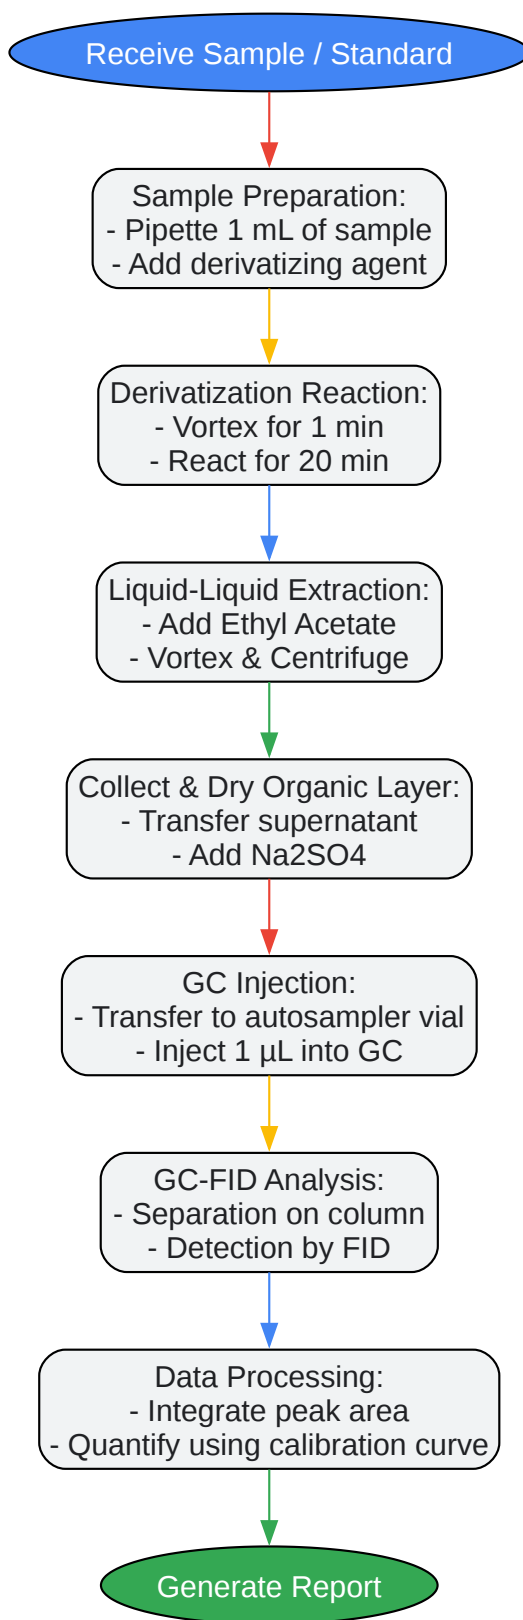 Receive Sample / Standard
Sample Preparation:
- Pipette 1 mL of sample
- Add derivatizing agent
Derivatization Reaction:
- Vortex for 1 min
- React for 20 min
Liquid-Liquid Extraction:
- Add Ethyl Acetate
- Vortex & Centrifuge
Collect & Dry Organic Layer:
- Transfer supernatant
- Add Na2SO4
GC Injection:
- Transfer to autosampler vial
- Inject 1 µL into GC
GC-FID Analysis:
- Separation on column
- Detection by FID
Data Processing:
- Integrate peak area
- Quantify using calibration curve
Generate Report